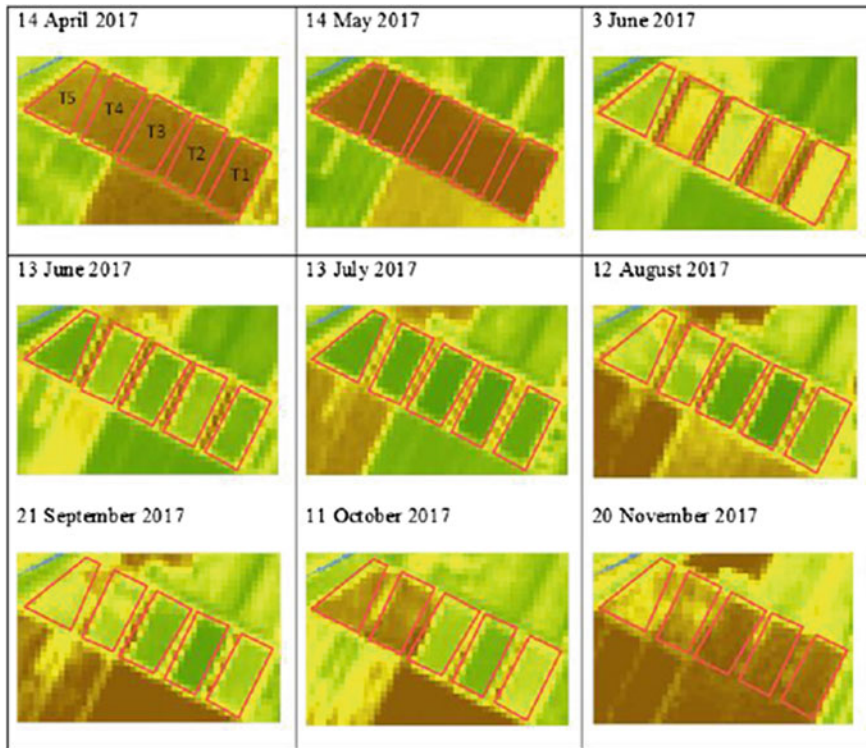 14 April 2017
14 May 2017
3 June 2017
T5
T4
T3
T2
T1
13 June 2017
13 July 2017
12 August 2017
21 September 2017
11 October 2017
20 November 2017